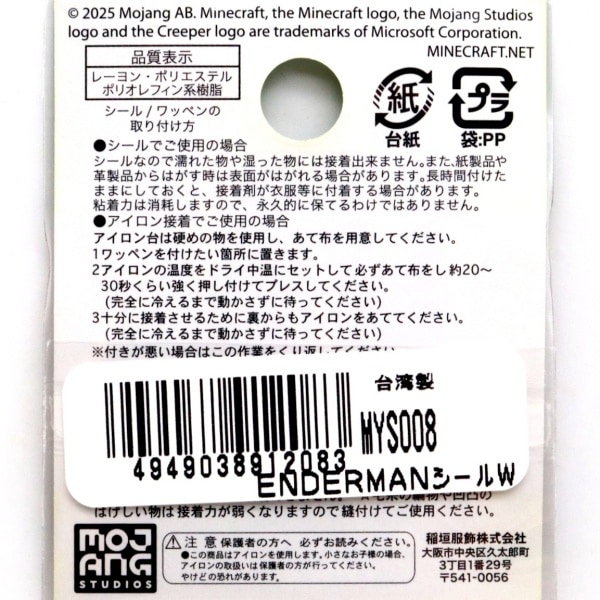 © 2025 Mojang AB. Minecraft, the Minecraft logo, the Mojang Studios
logo and the Creeper logo are trademarks of Microsoft Corporation.
MINECRAFT.NET
品質表示
レーヨン・ポリエステル
ポリオレフィン系樹脂
シール / ワッペンの
取り付け方
紙
台紙
プラ
袋:PP
●シールでご使用の場合
シールなので濡れた物や湿った物には接着出来ません。また、紙製品や
革製品からはがす時は表面がはがれる場合があります。長時間付けた
ままにしておくと、接着剤が衣服等に付着する場合があります。
粘着力は消耗しますので、永久的に保てるわけではありません。
●アイロン接着でご使用の場合
アイロン台は硬めの物を使用し、あて布を用意してください。
1ワッペンを付けたい箇所に置きます。
2アイロンの温度をドライ中温にセットして必ずあて布をし約20〜
30秒くらい強く押し付けてプレスしてください。
(完全に冷えるまで動かさずに待ってください)
3十分に接着させるために裏からもアイロンをあててください。
(完全に冷えるまで動かさずに待ってください)
※付きが悪い場合はこの作業をくり返してください
台湾製
MYS008
4949038912083
ENDERMANシールW
はげしい物は接着力が弱くなりますので縫付けてご使用ください。
MOJANG
STUDIOS
注意 保護者の方へ 必ずお読みください。
●この商品はアイロンを使用します。小さなお子様の場合、
アイロンの取扱いは保護者の方が行ってください。
やけどの恐れがあります。
稲垣服飾株式会社
大阪市中央区久太郎町
3丁目1番29号
〒541-0056